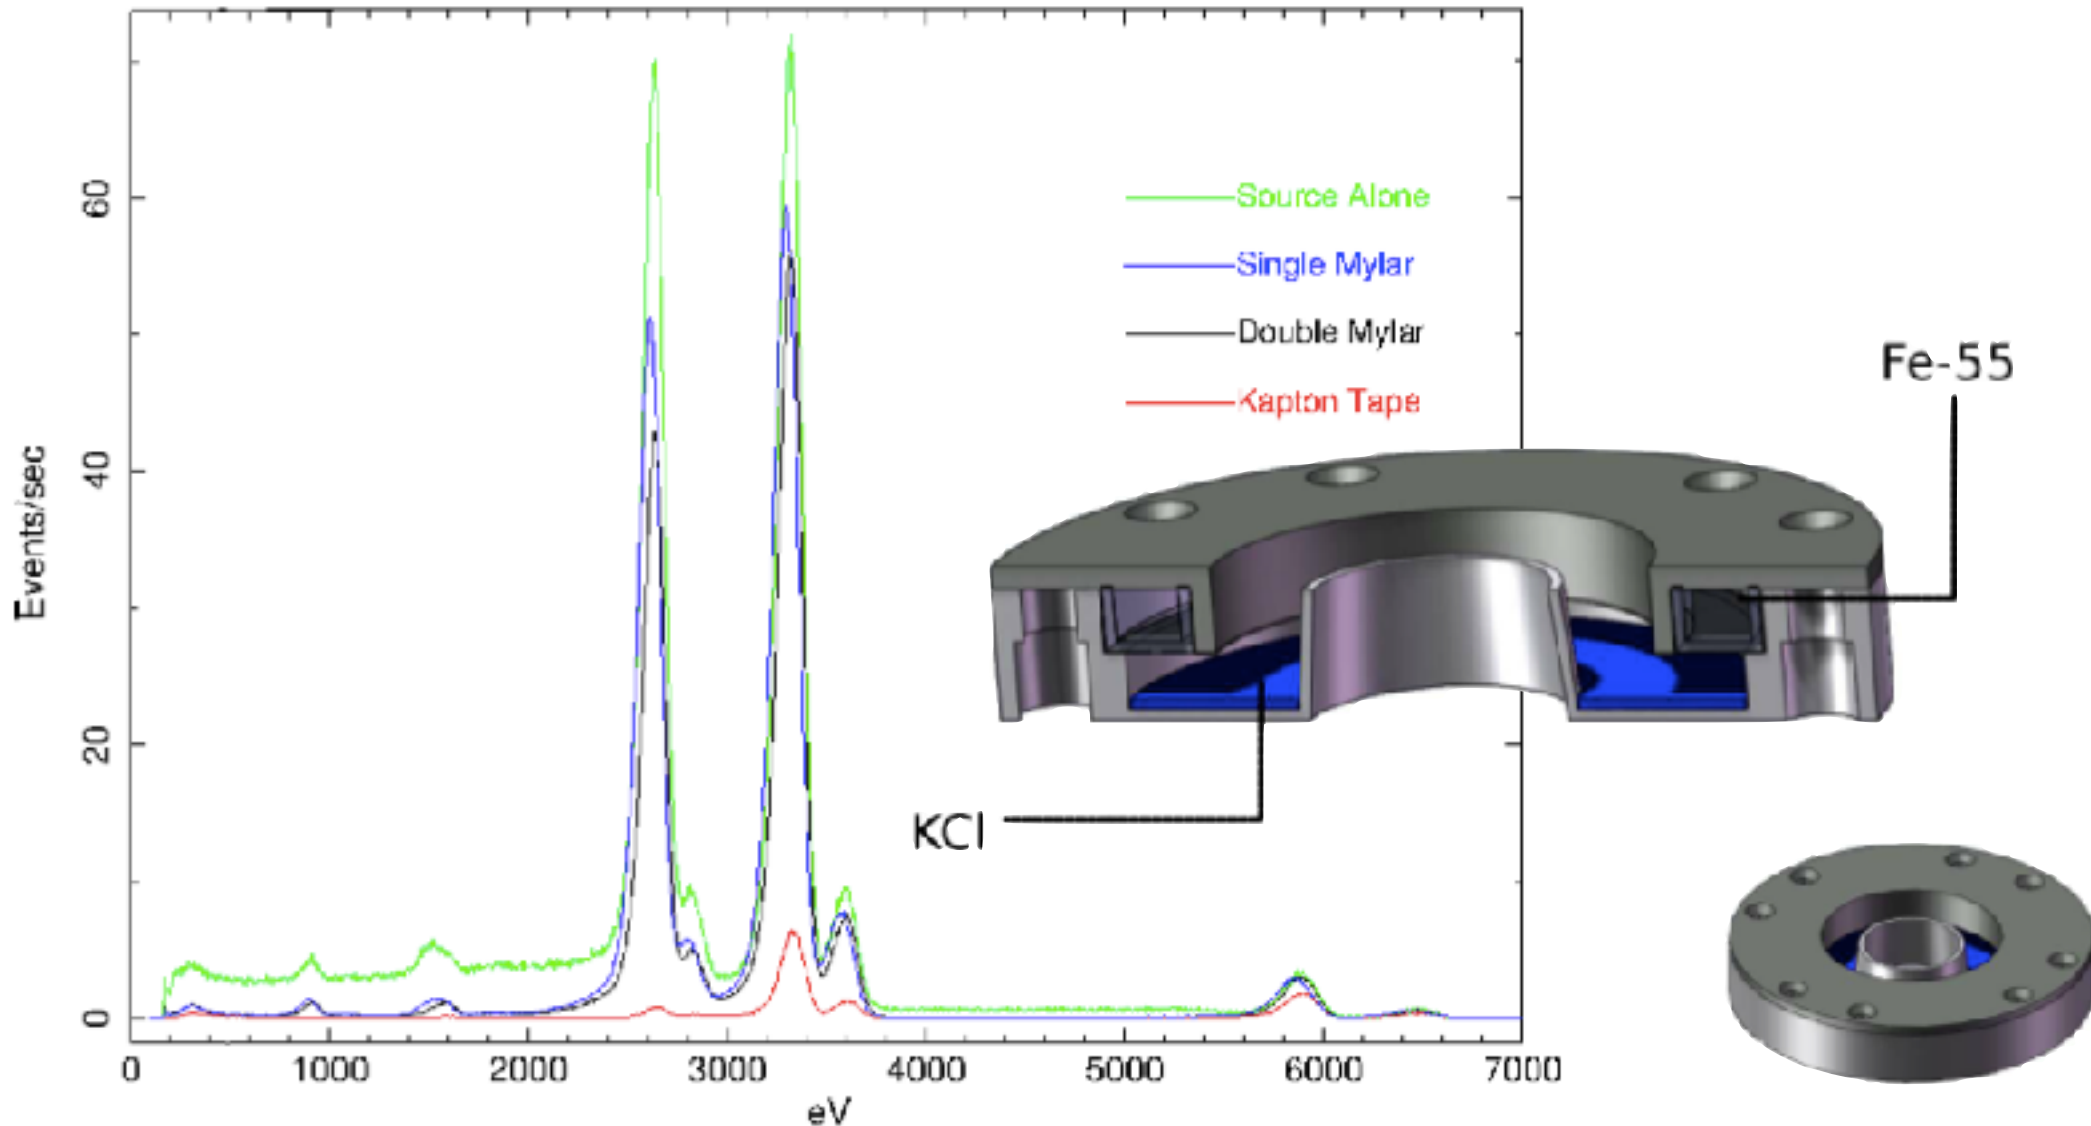 60
40
20
0
Events/sec
0
1000
2000
3000
4000
5000
6000
7000
eV
Source Alone
Single Mylar
Double Mylar
Kapton Tape
Fe-55
KCl